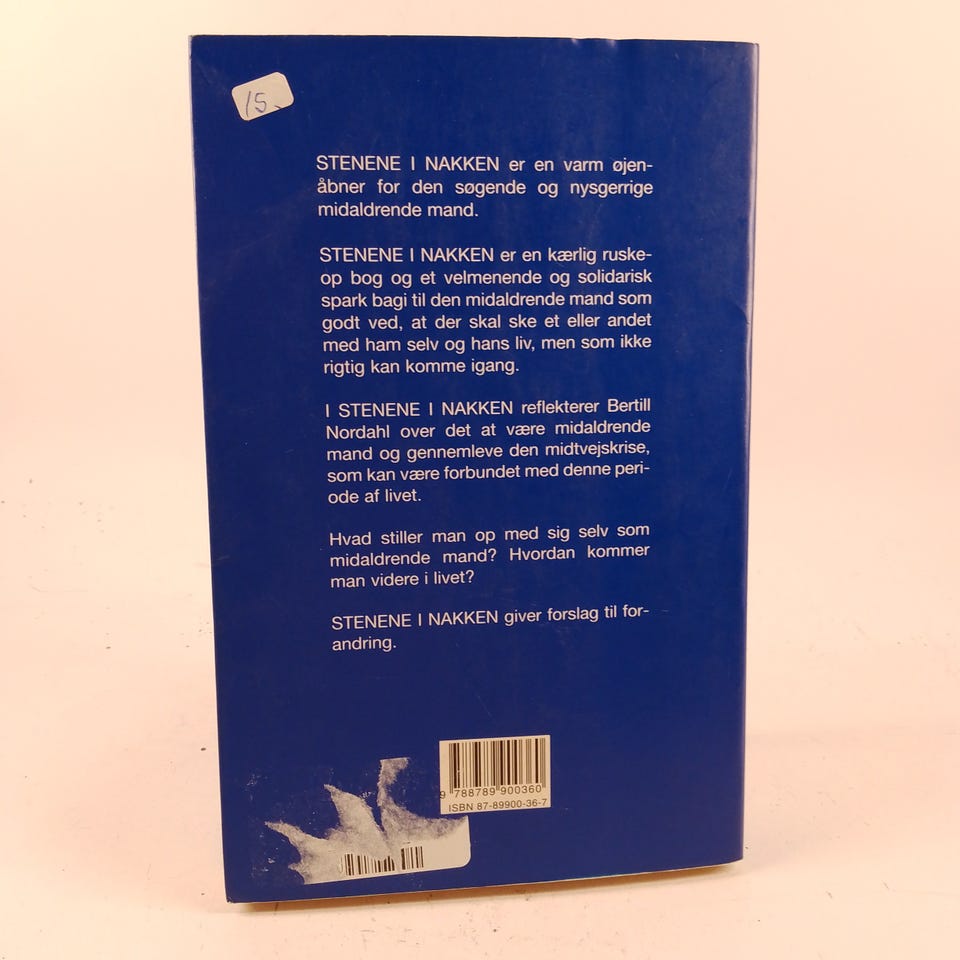 15.
STENENE I NAKKEN er en varm øjen-
åbner for den søgende og nysgerrige
midaldrende mand.
STENENE I NAKKEN er en kærlig ruske-
op bog og et velmenende og solidarisk
spark bagi til den midaldrende mand som
godt ved, at der skal ske et eller andet
med ham selv og hans liv, men som ikke
rigtig kan komme igang.
I STENENE I NAKKEN reflekterer Bertill
Nordahl over det at være midaldrende
mand og gennemleve den midtvejskrise,
som kan være forbundet med denne peri-
ode af livet.
Hvad stiller man op med sig selv som
midaldrende mand? Hvordan kommer
man videre i livet?
STENENE I NAKKEN giver forslag til for-
andring.
9 788789 900360
ISBN 87-89900-36-7